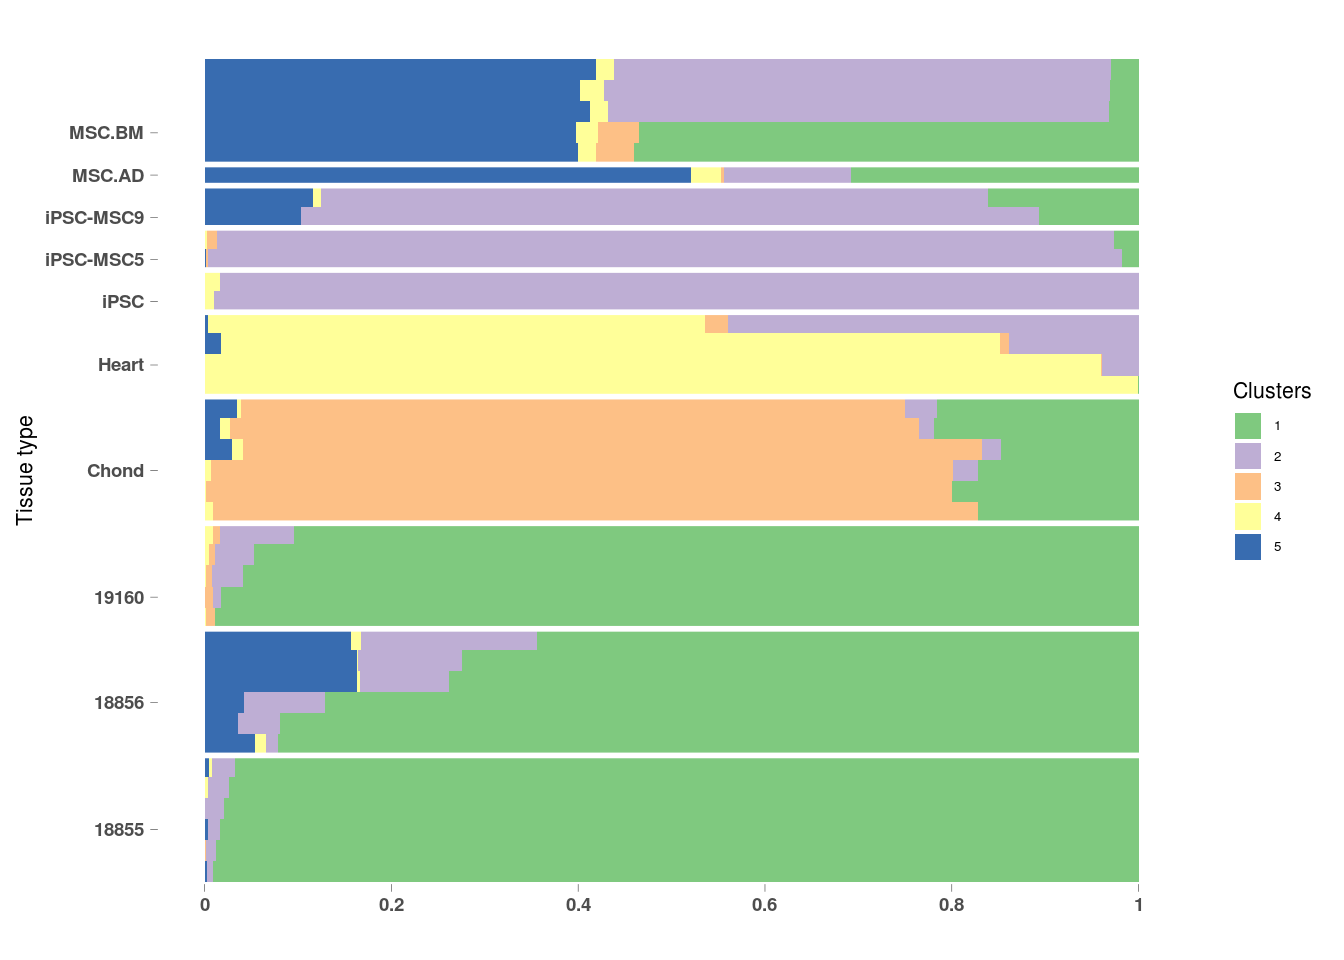 MSC.BM
MSC.AD
iPSC-MSC9
iPSC-MSC5
iPSC
Heart
Chond
19160
18856
18855
Tissue type
0 0.2 0.4 0.6 0.8 1
Clusters
1
2
3
4
5